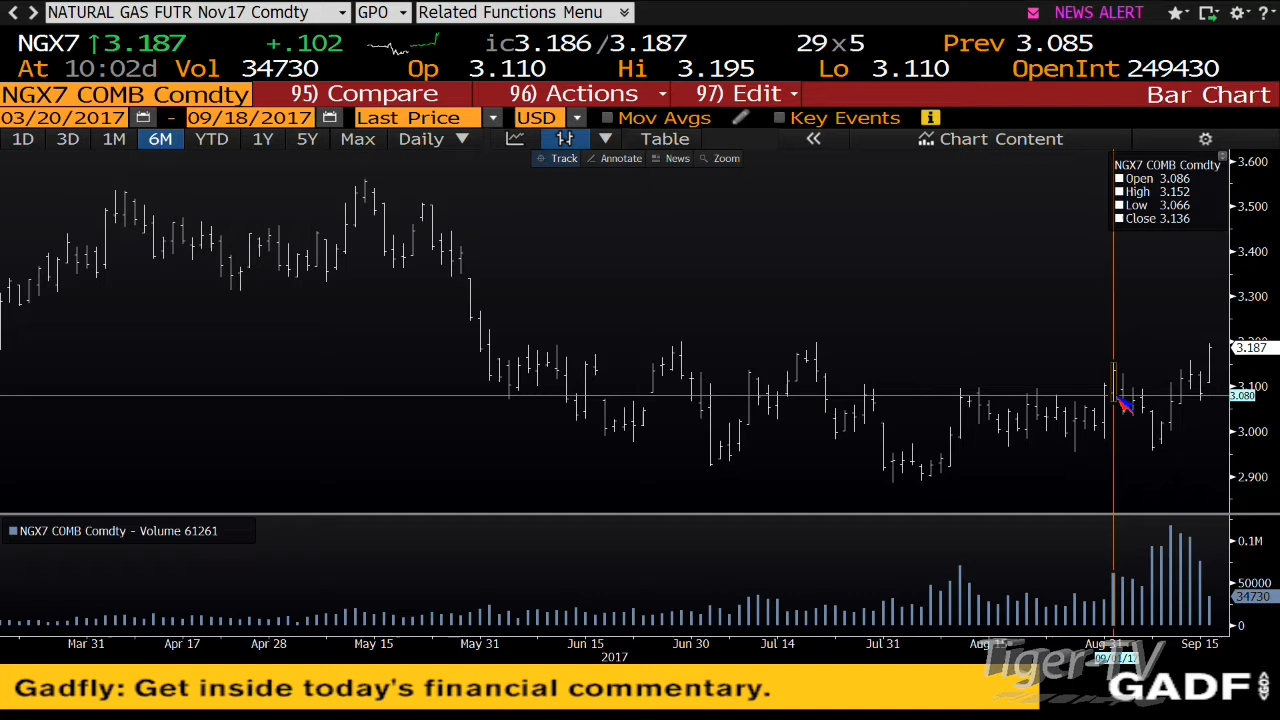 NATURAL GAS FUTR Nov17 Comdty GPO Related Functions Menu NEWS ALERT ?
NGX7 ↑3.187 +.102 ic3.186/3.187 29x5 Prev 3.085
At 10:02d Vol 34730 Op 3.110 Hi 3.195 Lo 3.110 OpenInt 249430
NGX7 COMB Comdty 95) Compare 96) Actions 97) Edit Bar Chart
03/20/2017 - 09/18/2017 Last Price USD Mov Avgs Key Events i
1D 3D 1M 6M YTD 1Y 5Y Max Daily Table « Chart Content
Track Annotate News Zoom
NGX7 COMB Comdty
Open 3.086
High 3.152
Low 3.066
Close 3.136
3.600
3.500
3.400
3.300
3.187
3.100
3.080
3.000
2.900
NGX7 COMB Comdty - Volume 61261
0.1M
50000
34730
0
Mar 31 Apr 17 Apr 28 May 15 May 31 Jun 15 Jun 30 Jul 14 Jul 31 Aug 15 Aug 31 Sep 15
2017 09/01/17
Tiger-TV
Gadfly: Get inside today's financial commentary. GADF <GO>